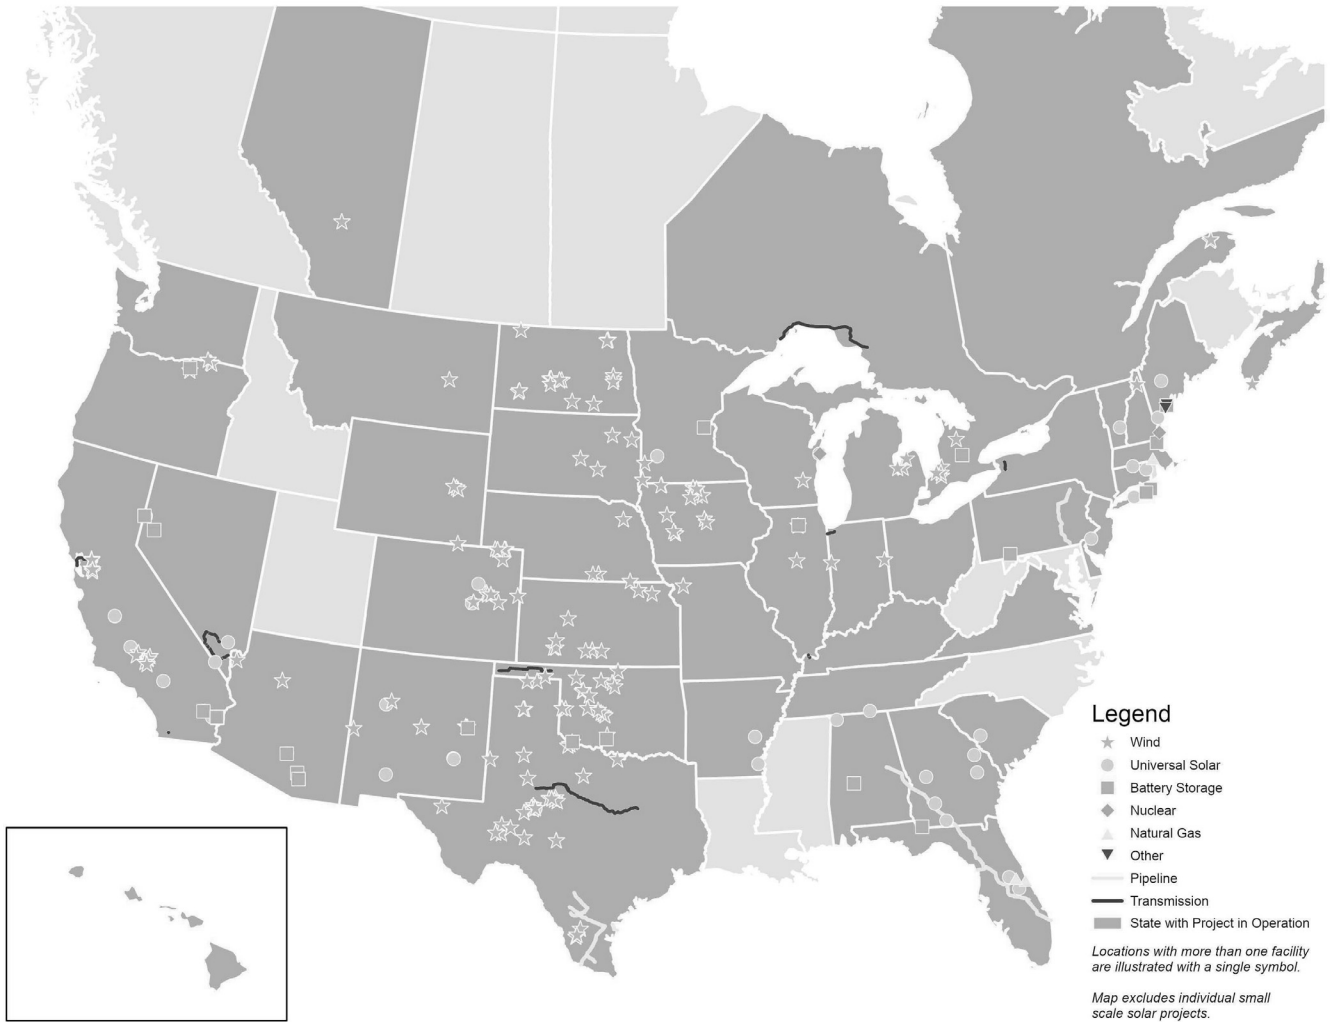 Legend
Wind
Universal Solar
Battery Storage
Nuclear
Natural Gas
Other
Pipeline
Transmission
State with Project in Operation
Locations with more than one facility
are illustrated with a single symbol.
Map excludes individual small
scale solar projects.